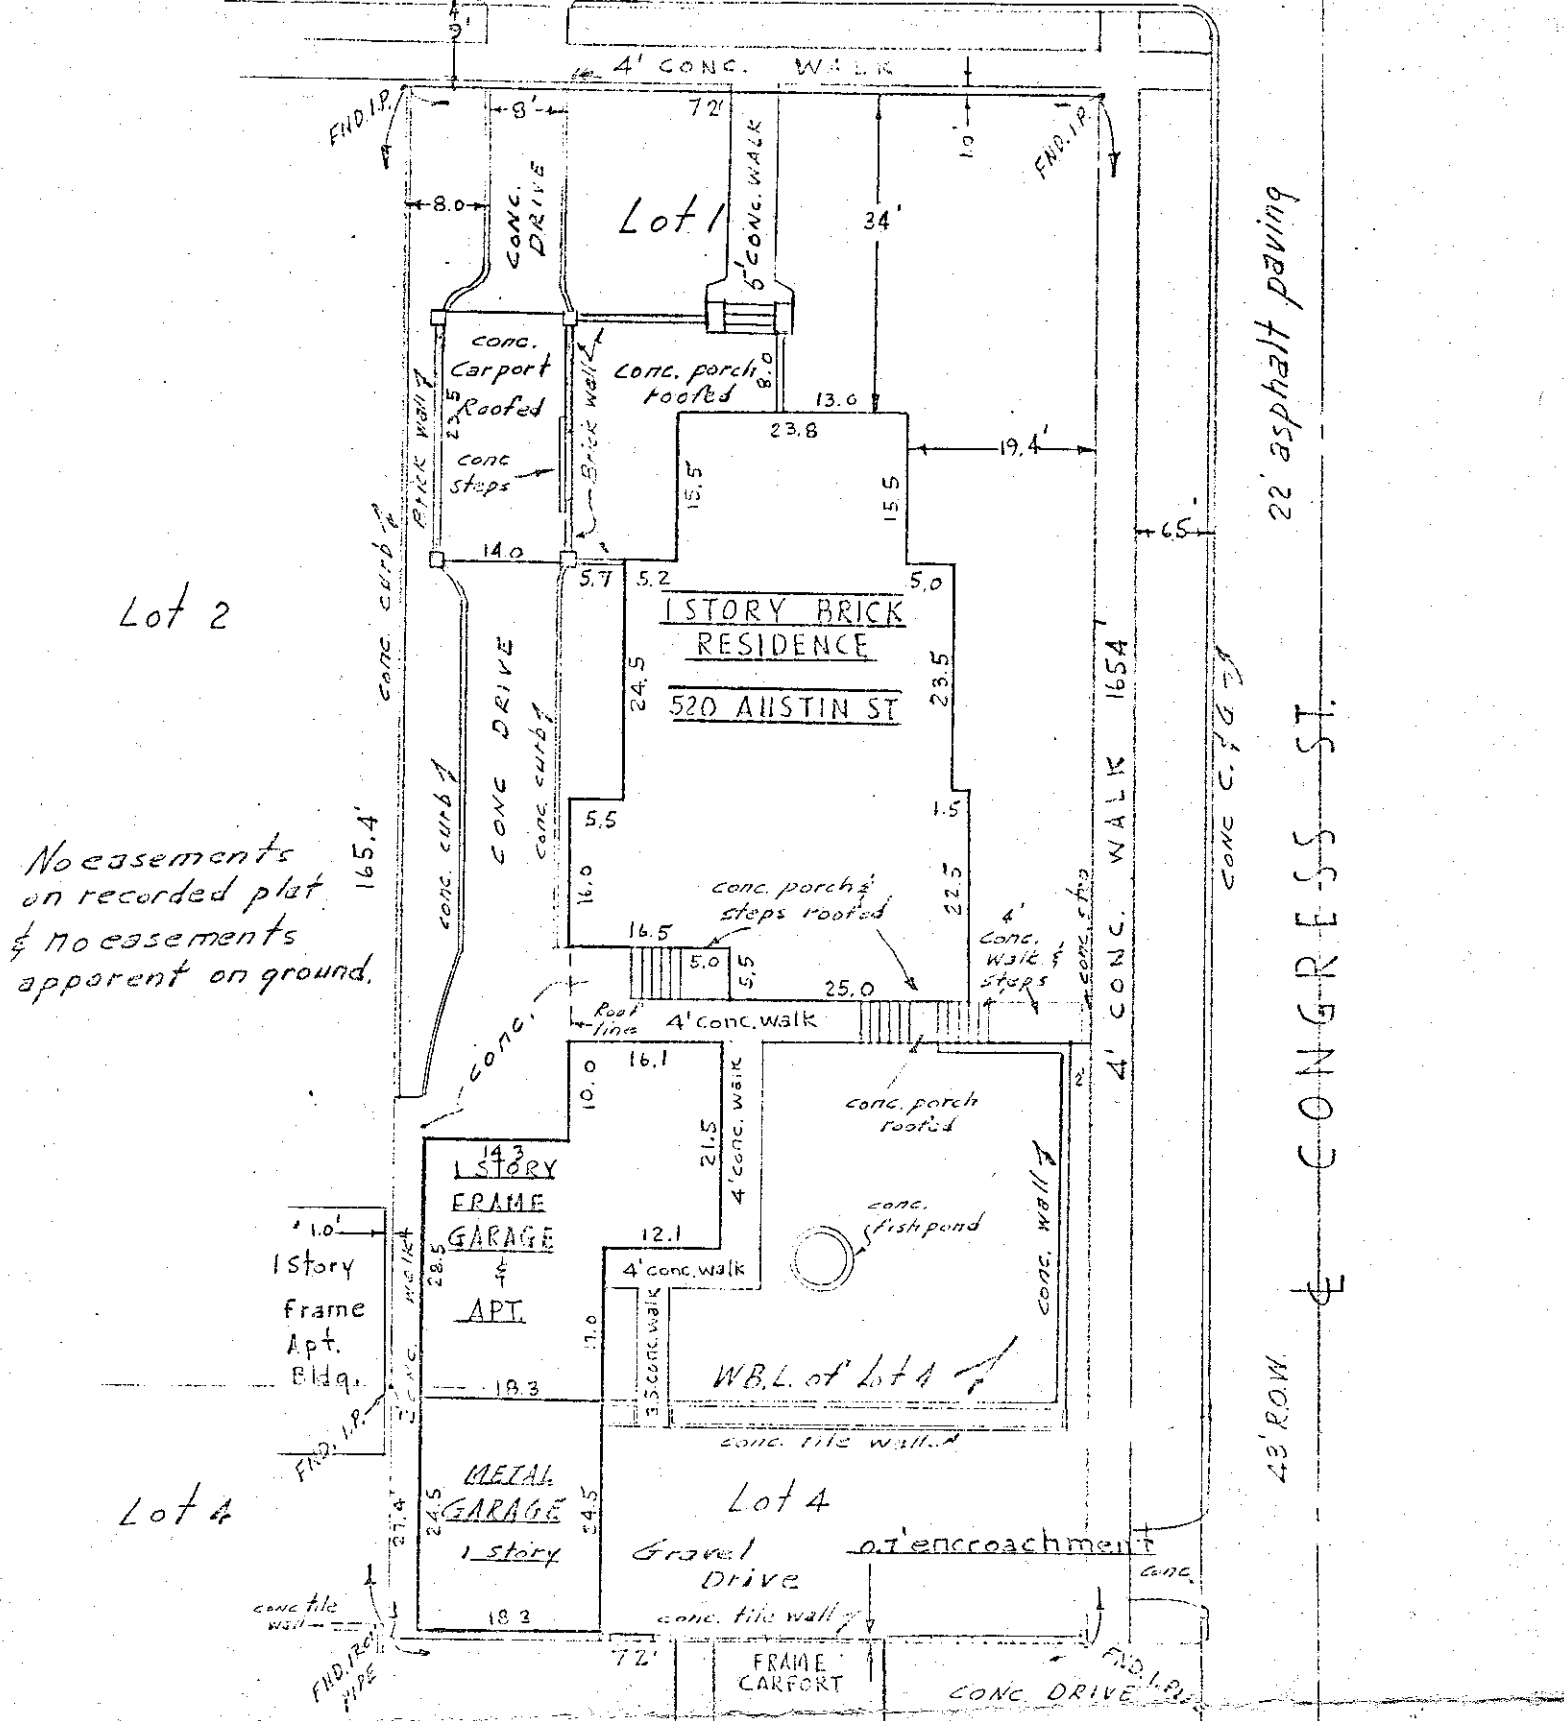 4
9'
4' CONC. WALK
FND. I.P.
8'
72'
1.0'
FND. I.P.
8.0
CONC.
DRIVE
Lot 1
5' CONC. WALK
34'
22' asphalt paving
conc.
Carport
Roofed
23.5
Brick wall
conc
steps
Brick wall
conc. porch
roofed
8.0
13.0
23.8
19.4'
15.5
15.5
6.5'
14.0
5.7
5.2
5.0
conc. curb
Lot 2
1 STORY BRICK
RESIDENCE
520 AUSTIN ST
24.5
23.5
CONC DRIVE
conc. curb
conc. curb
165.4'
4' CONC. WALK 165.4'
CONC C. & G
CONGRESS ST.
5.5
1.5
No easements
on recorded plat
& no easements
apparent on ground.
16.0
conc. porch &
steps roofed
22.5
4'
conc.
walk &
steps
16.5
5.0
5.5
25.0
conc.
Roof
line
4' conc. walk
16.1
10.0
21.5
4' conc. walk
conc. porch
roofed
2
conc. wall
14.3
1 STORY
FRAME
GARAGE
&
APT.
28.5
conc.
fishpond
1.0'
1 Story
Frame
Apt.
Bldg.
12.1
4' conc. walk
17.0
3.5 conc. walk
W.B.L. of Lot 4
18.3
FND. I.P.
conc. tile wall
43' R.O.W.
Lot 4
27.4'
24.5
METAL
GARAGE
1 story
24.5
Lot 4
Gravel
Drive
0.7' encroachment
conc.
conc tile
wall
18.3
conc. tile wall
72'
FRAME
CARPORT
CONC DRIVE
FND. I.P.
PIPE